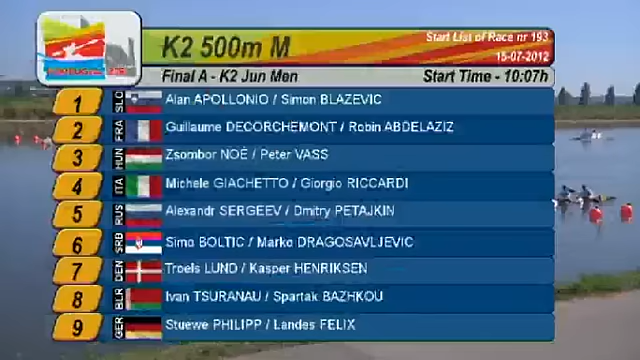 K2 500m M
Start List of Race nr 193
15-07-2012
Final A - K2 Jun Men
Start Time - 10:07h
1 SLO Alan APOLLONIO / Simon BLAZEVIC
2 FRA Guillaume DECORCHEMONT / Robin ABDELAZIZ
3 HUN Zsombor NOÉ / Peter VASS
4 ITA Michele GIACHETTO / Giorgio RICCARDI
5 RUS Alexandr SERGEEV / Dmitry PETAJKIN
6 SRB Simo BOLTIC / Marko DRAGOSAVLJEVIC
7 DEN Troels LUND / Kasper HENRIKSEN
8 BLR Ivan TSURANAU / Spartak BAZHKOU
9 GER Stuewe PHILIPP / Landes FELIX